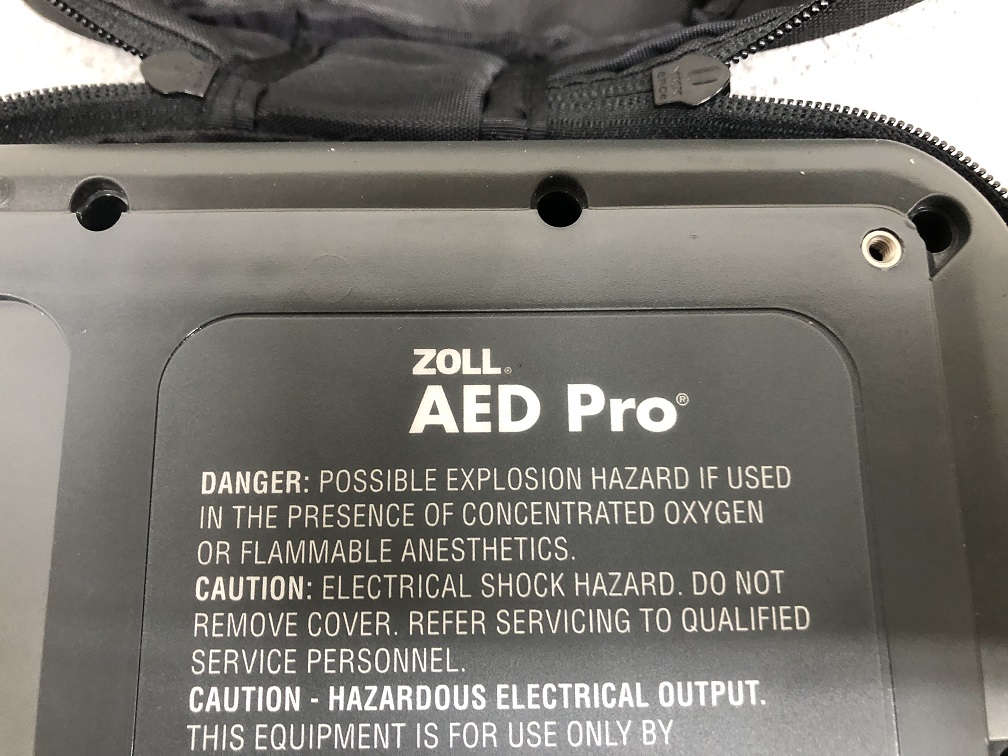 ZOLL®
AED Pro®
DANGER: POSSIBLE EXPLOSION HAZARD IF USED
IN THE PRESENCE OF CONCENTRATED OXYGEN
OR FLAMMABLE ANESTHETICS.
CAUTION: ELECTRICAL SHOCK HAZARD. DO NOT
REMOVE COVER. REFER SERVICING TO QUALIFIED
SERVICE PERSONNEL.
CAUTION - HAZARDOUS ELECTRICAL OUTPUT.
THIS EQUIPMENT IS FOR USE ONLY BY